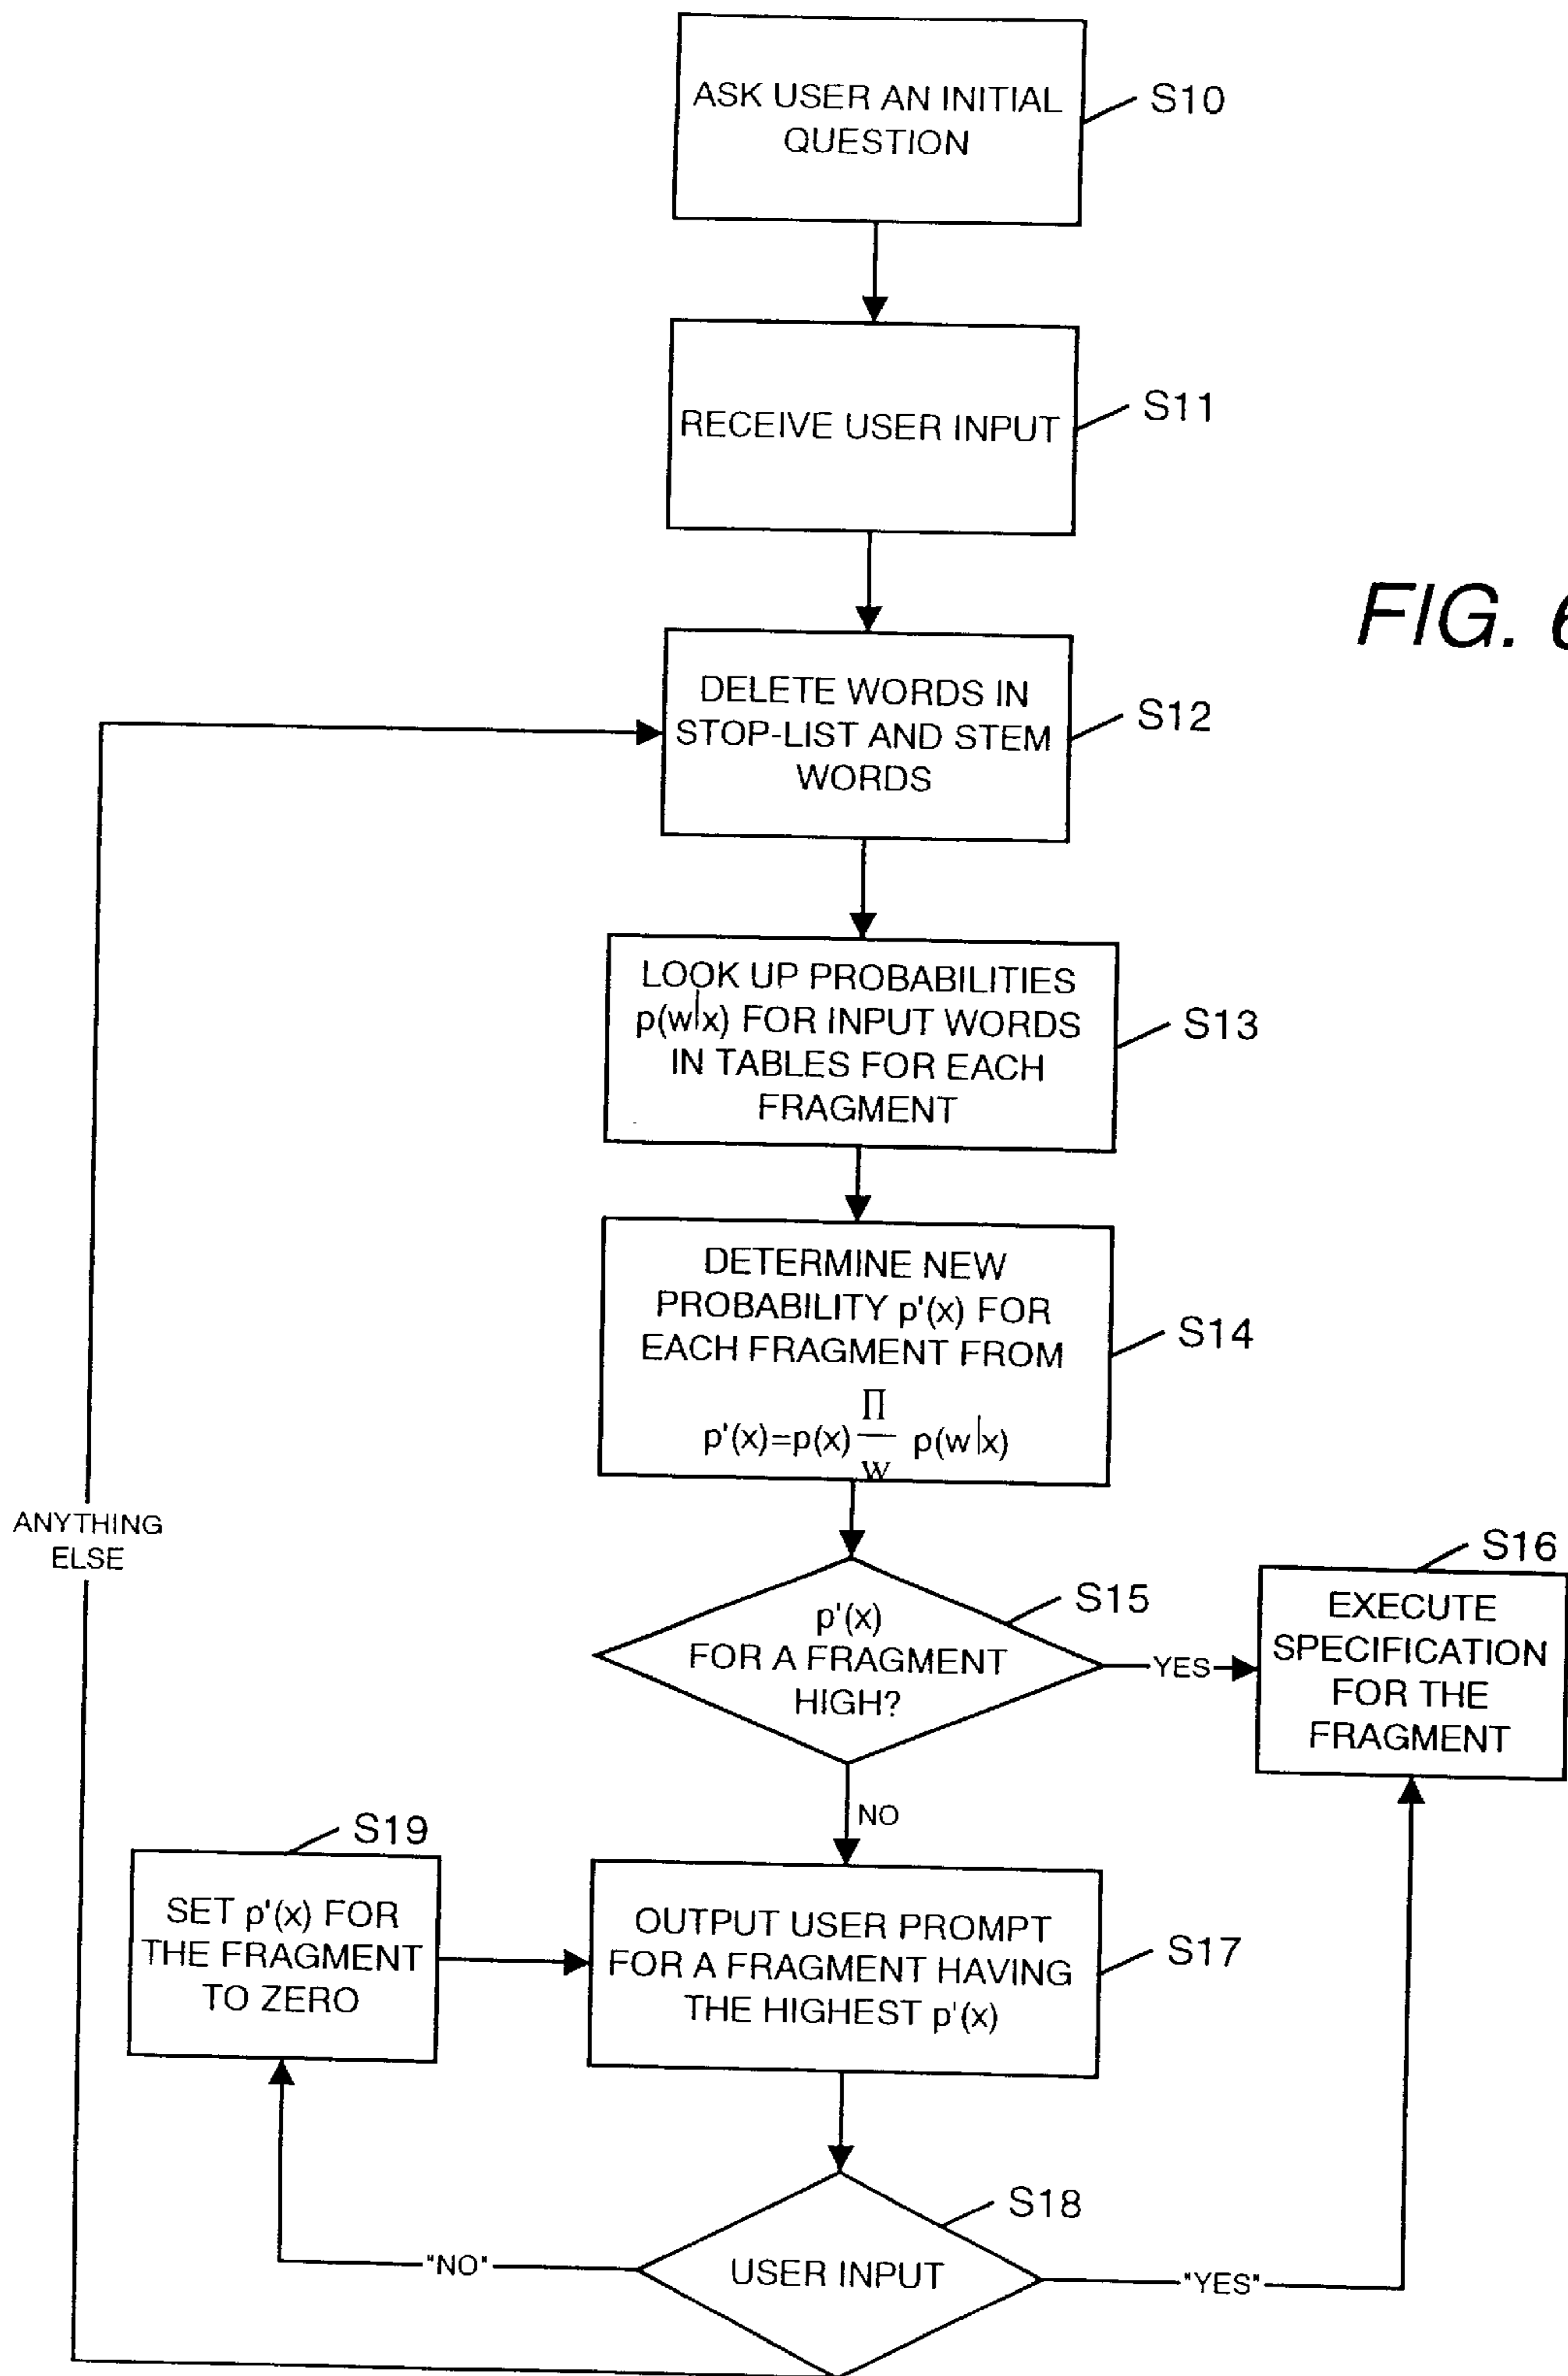 ASK USER AN INITIAL
QUESTION
S10
RECEIVE USER INPUT
S11
FIG. 6
DELETE WORDS IN
STOP-LIST AND STEM
WORDS
S12
LOOK UP PROBABILITIES
p(w|x) FOR INPUT WORDS
IN TABLES FOR EACH
FRAGMENT
S13
DETERMINE NEW
PROBABILITY p'(x) FOR
EACH FRAGMENT FROM
p'(x)=p(x) ∏/w p(w|x)
S14
ANYTHING
ELSE
p'(x)
FOR A FRAGMENT
HIGH?
S15
YES
S16
EXECUTE
SPECIFICATION
FOR THE
FRAGMENT
NO
S19
SET p'(x) FOR
THE FRAGMENT
TO ZERO
OUTPUT USER PROMPT
FOR A FRAGMENT HAVING
THE HIGHEST p'(x)
S17
S18
"NO"
USER INPUT
"YES"